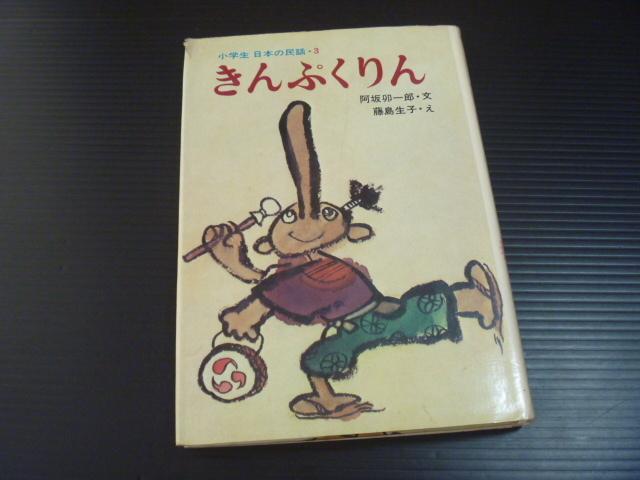 小学生 日本の民話・3
きんぷくりん
阿坂卯一郎・文
藤島生子・え